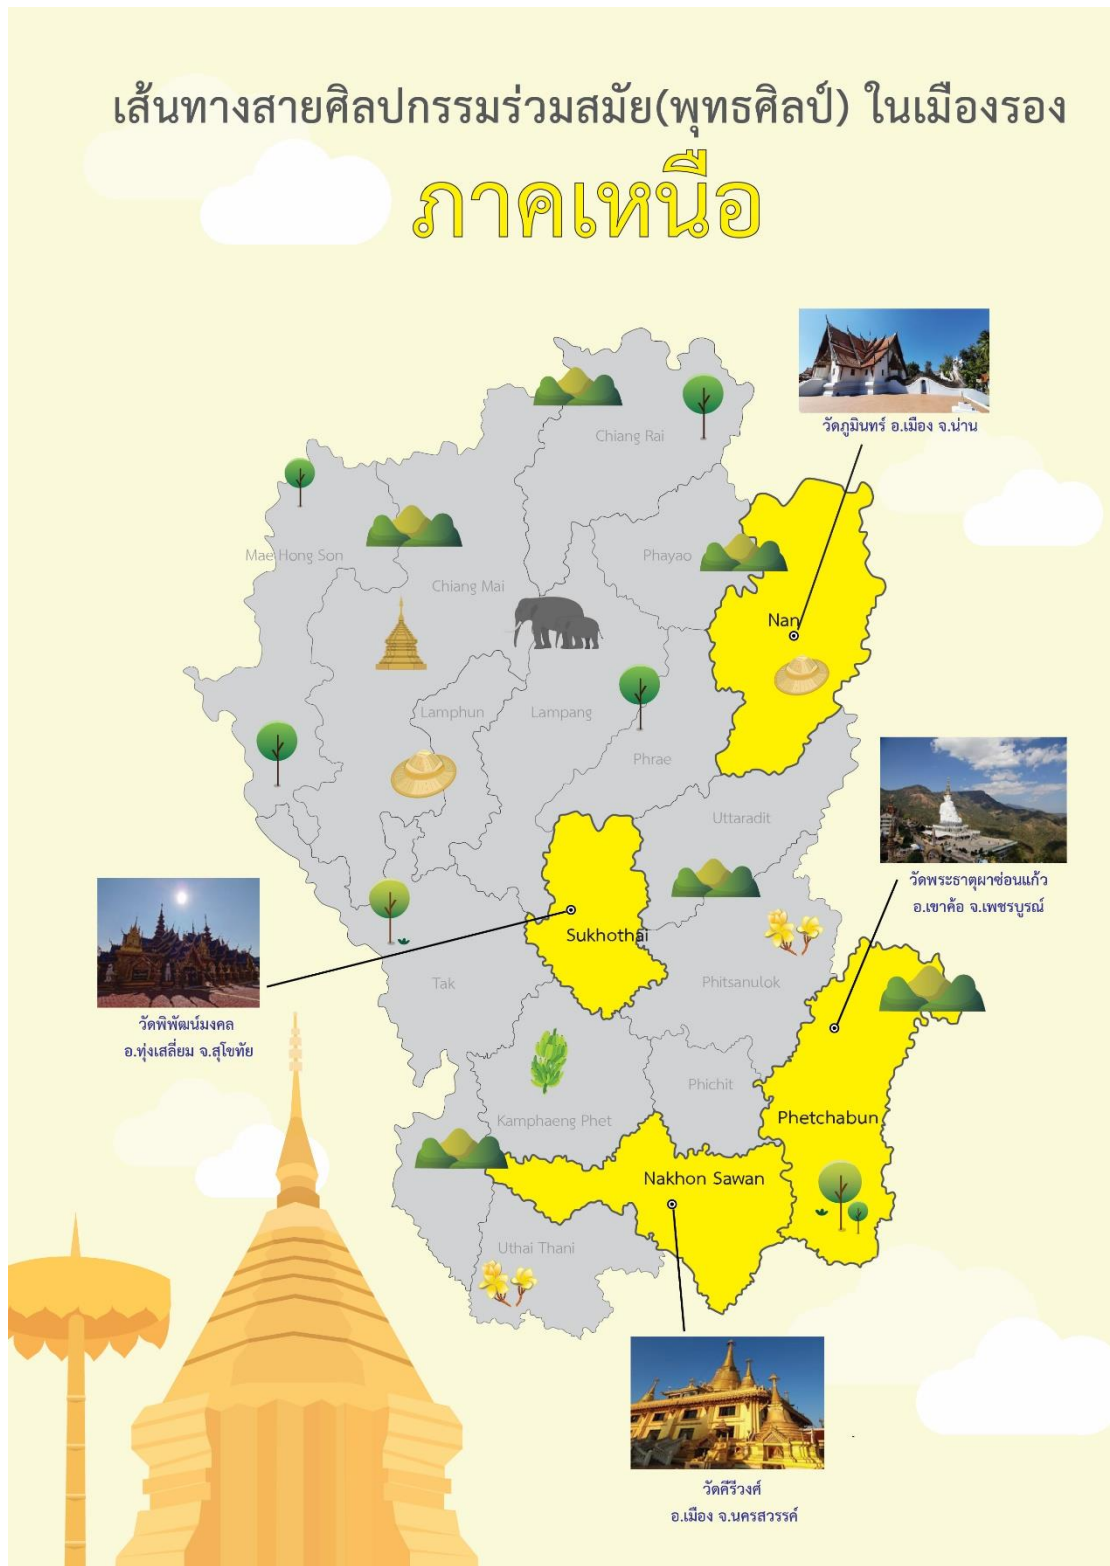 เส้นทางสายศิลปกรรมร่วมสมัย(พุทธศิลป์) ในเมืองรอง
ภาคเหนือ
วัดภูมินทร์ อ.เมือง จ.น่าน
Chiang Rai
Mae Hong Son
Phayao
Chiang Mai
Nan
Lamphun
Lampang
Phrae
Uttaradit
วัดพระธาตุผาซ่อนแก้ว
อ.เขาค้อ จ.เพชรบูรณ์
Sukhothai
Tak
Phitsanulok
วัดพิพัฒน์มงคล
อ.ทุ่งเสลี่ยม จ.สุโขทัย
Phichit
Kamphaeng Phet
Phetchabun
Nakhon Sawan
Uthai Thani
วัดคีรีวงศ์
อ.เมือง จ.นครสวรรค์